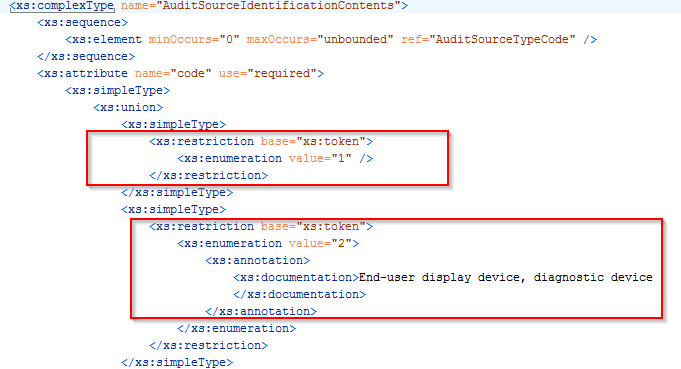 <xs:complexType name="AuditSourceIdentificationContents">
<xs:sequence>
<xs:element minOccurs="0" maxOccurs="unbounded" ref="AuditSourceTypeCode" />
</xs:sequence>
<xs:attribute name="code" use="required">
<xs:simpleType>
<xs:union>
<xs:simpleType>
<xs:restriction base="xs:token">
<xs:enumeration value="1" />
</xs:restriction>
</xs:simpleType>
<xs:simpleType>
<xs:restriction base="xs:token">
<xs:enumeration value="2">
<xs:annotation>
<xs:documentation>End-user display device, diagnostic device
</xs:documentation>
</xs:annotation>
</xs:enumeration>
</xs:restriction>
</xs:simpleType>